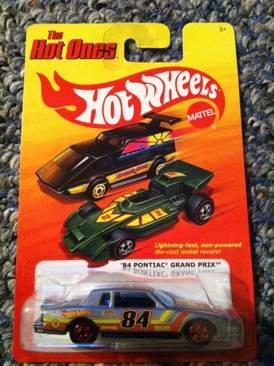 The
Hot Ones
3+
Hot Wheels
MATTEL
Lightning-fast, non-powered
die-cast metal racers!
'84 PONTIAC® GRAND PRIX™
84